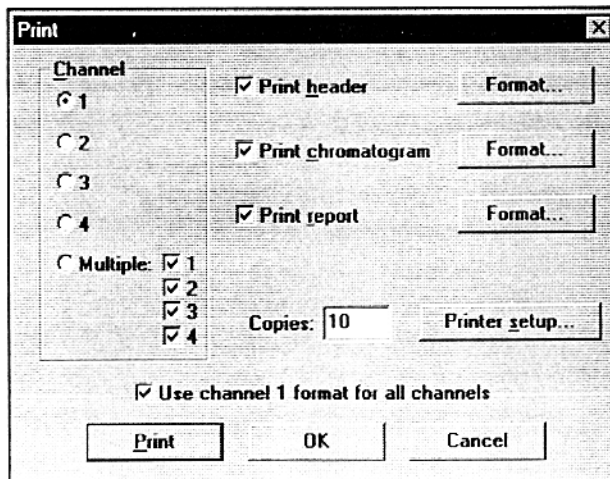 Print
Channel
1
2
3
4
Multiple: 1
2
3
4
Print header Format...
Print chromatogram Format...
Print report Format...
Copies: 10 Printer setup...
Use channel 1 format for all channels
Print OK Cancel